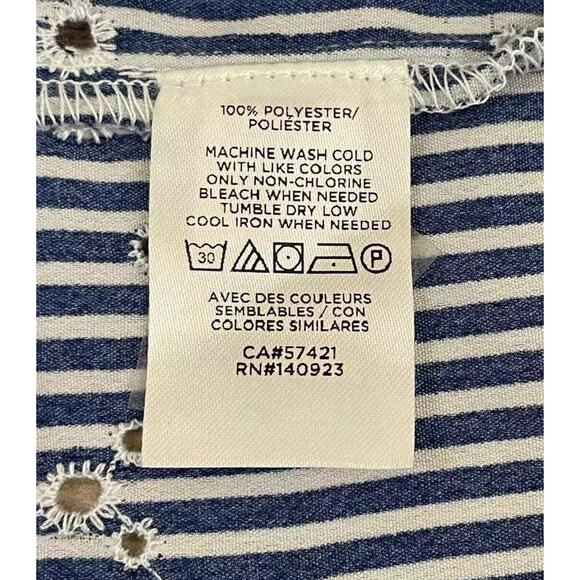 100% POLYESTER/
POLIÉSTER
MACHINE WASH COLD
WITH LIKE COLORS
ONLY NON-CHLORINE
BLEACH WHEN NEEDED
TUMBLE DRY LOW
COOL IRON WHEN NEEDED
30 P
AVEC DES COULEURS
SEMBLABLES / CON
COLORES SIMILARES
CA#57421
RN#140923